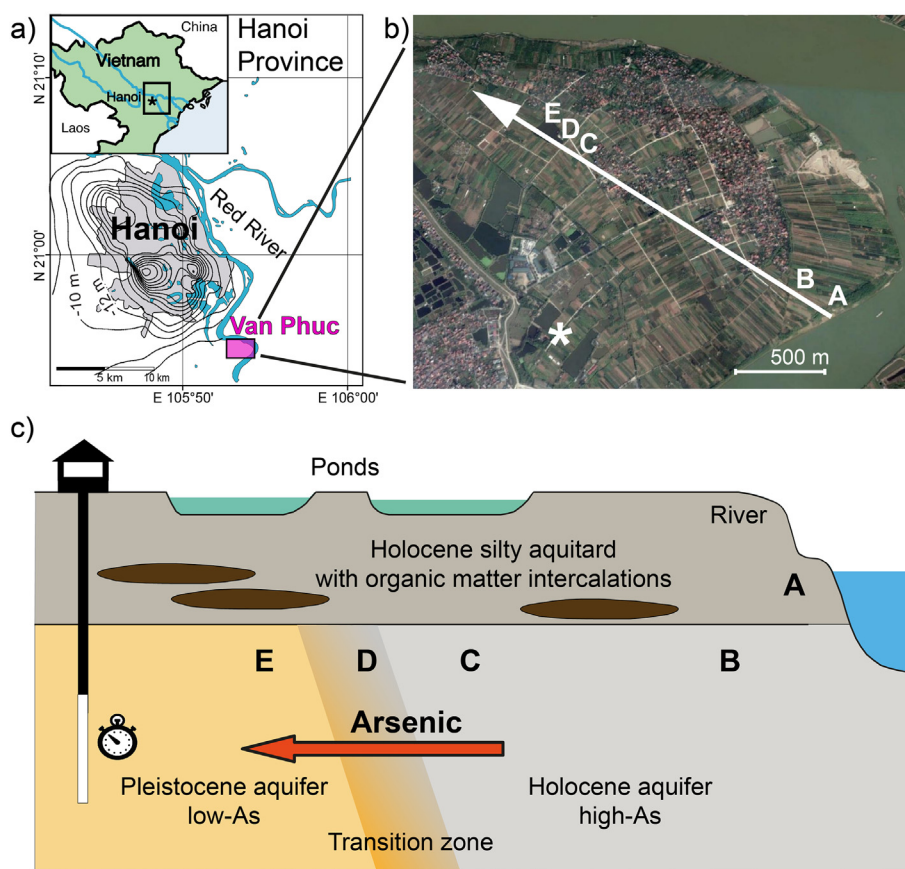 a)
China
Vietnam
Hanoi
*
Laos
Hanoi
Province
N 21°10'
N 21°00'
Hanoi
Red River
-10 m
-12 m
Van Phuc
5 km
10 km
E 105°50'
E 106°00'
b)
E
D
C
B
A
*
500 m
c)
Ponds
River
Holocene silty aquitard
with organic matter intercalations
A
E
D
C
B
Arsenic
Pleistocene aquifer
low-As
Holocene aquifer
high-As
Transition zone